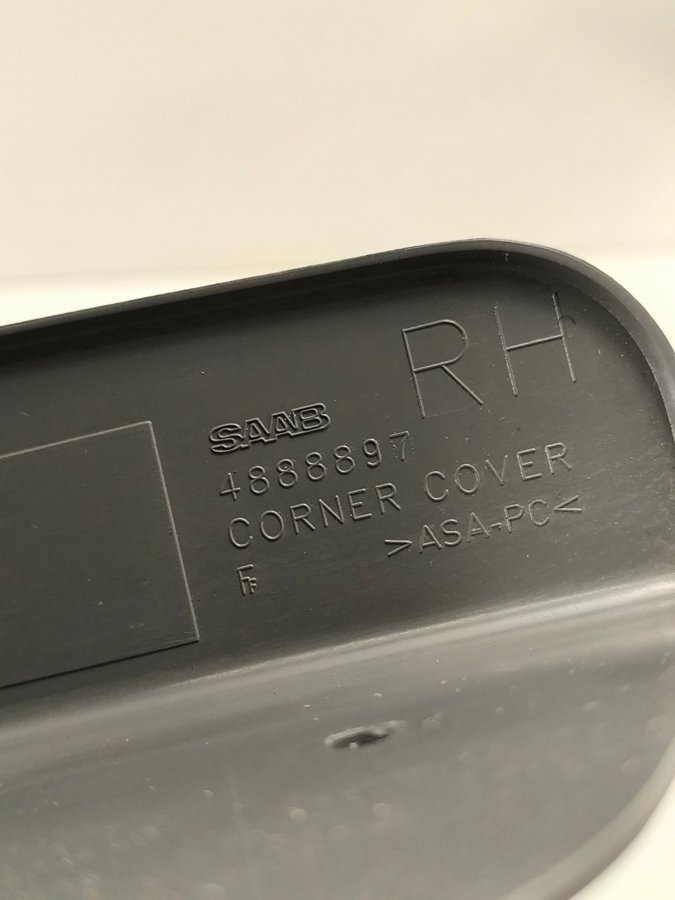 RH
SAAB
4888897
CORNER COVER
>ASA-PC<
F